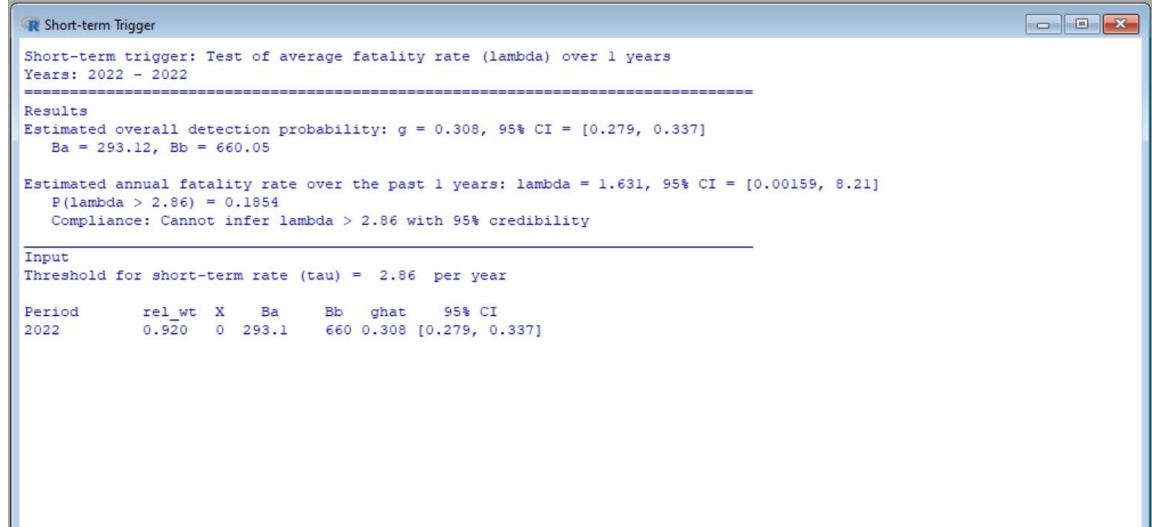 Short-term Trigger
Short-term trigger: Test of average fatality rate (lambda) over 1 years
Years: 2022 - 2022
================================================================================
Results
Estimated overall detection probability: g = 0.308, 95% CI = [0.279, 0.337]
Ba = 293.12, Bb = 660.05
Estimated annual fatality rate over the past 1 years: lambda = 1.631, 95% CI = [0.00159, 8.21]
P(lambda > 2.86) = 0.1854
Compliance: Cannot infer lambda > 2.86 with 95% credibility
Input
Threshold for short-term rate (tau) = 2.86 per year
Period rel_wt X Ba Bb ghat 95% CI
2022 0.920 0 293.1 660 0.308 [0.279, 0.337]